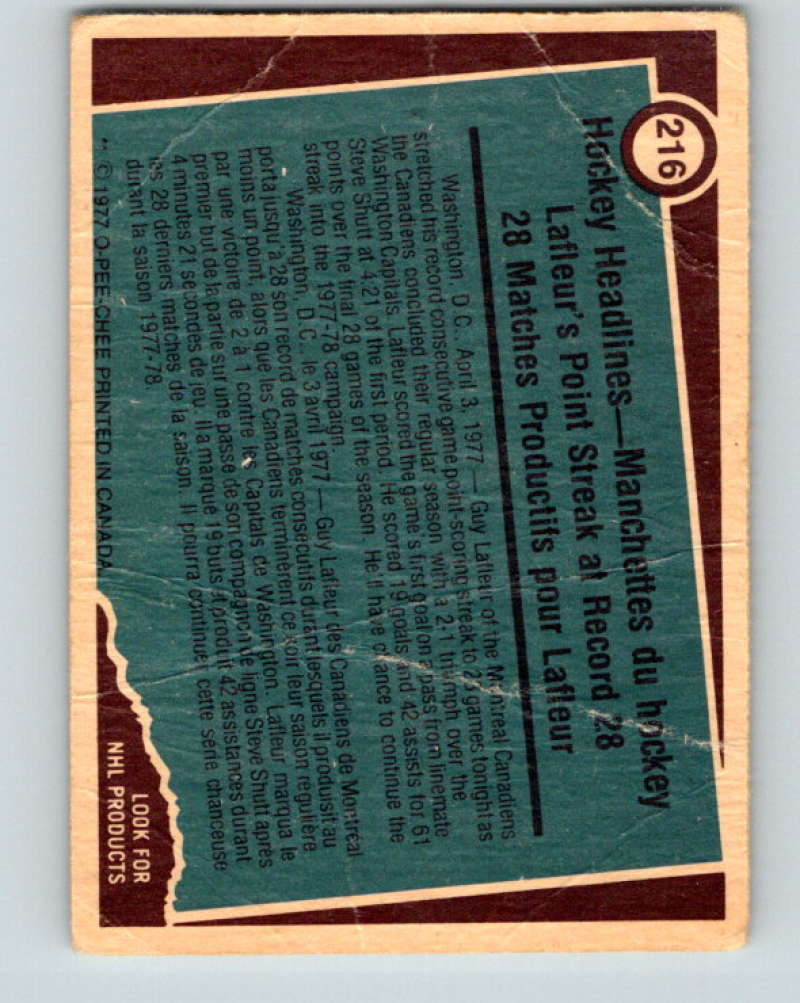 216
Hockey Headlines—Manchettes du hockey
Lafleur's Point Streak at Record 28
28 Matches Productifs pour Lafleur
Washington, D.C., April 3, 1977 — Guy Lafleur of the Montreal Canadiens
stretched his record consecutive game point-scoring streak to 28 games tonight as
the Canadiens concluded their regular season with a 2-1 triumph over the
Washington Capitals. Lafleur scored the game's first goal on a pass from linemate
Steve Shutt at 4:21 of the first period. He scored 19 goals and 42 assists for 61
points over the final 28 games of the season. He'll have a chance to continue the
streak into the 1977-78 campaign.
Washington, D.C., le 3 avril 1977 — Guy Lafleur des Canadiens de Montréal
porta jusqu'à 28 son record de matches consécutifs durant lesquels il produisit au
moins un point, alors que les Canadiens terminèrent ce soir leur saison régulière
par une victoire de 2 à 1 contre les Capitals de Washington. Lafleur marqua le
premier but de la partie sur une passe de son compagnon de ligne Steve Shutt après
4 minutes 21 secondes de jeu. Il a marqué 19 buts et produit 42 assistances durant
les 28 derniers matches de la saison. Il pourra continuer cette série chanceuse
durant la saison 1977-78.
** © 1977 O-PEE-CHEE PRINTED IN CANADA
LOOK FOR
NHL PRODUCTS